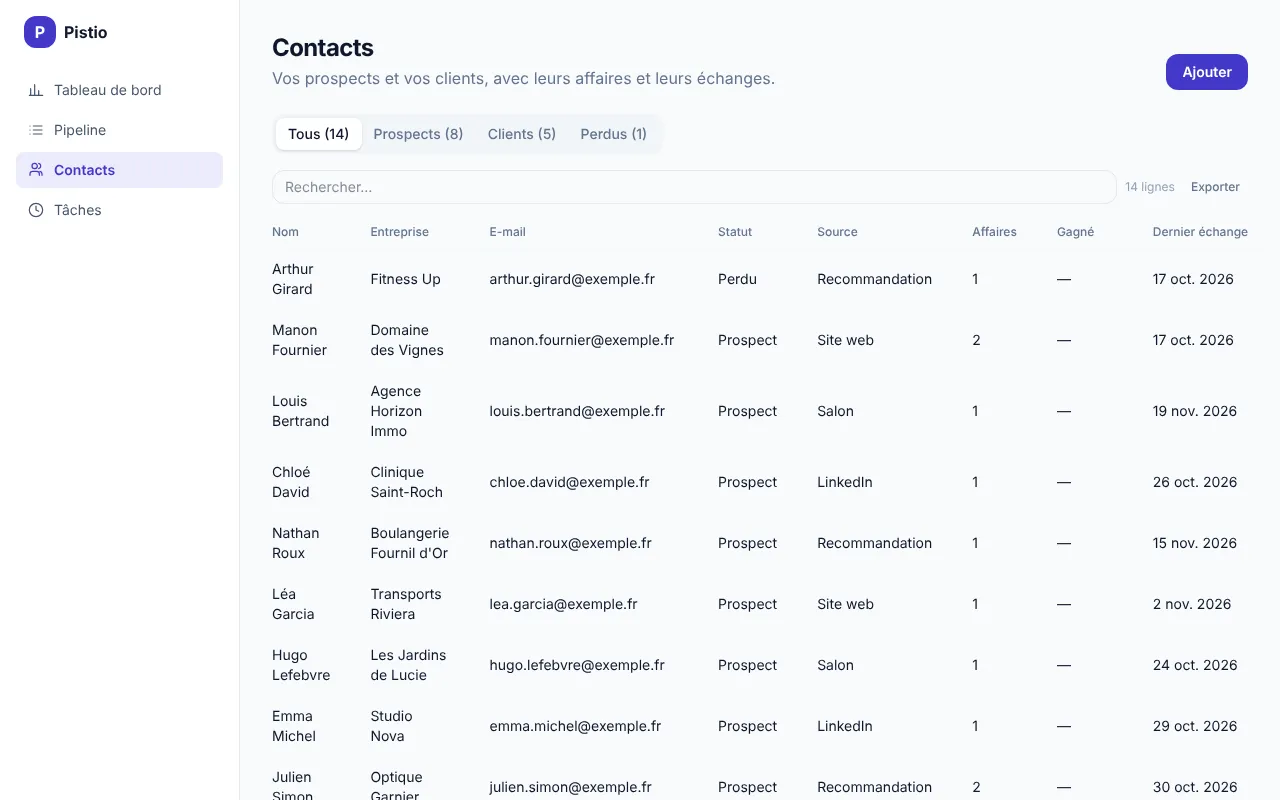 P Pistio
Tableau de bord
Pipeline
Contacts
Tâches
Contacts
Vos prospects et vos clients, avec leurs affaires et leurs échanges.
Ajouter
Tous (14) Prospects (8) Clients (5) Perdus (1)
Rechercher...
14 lignes Exporter
Nom Entreprise E-mail Statut Source Affaires Gagné Dernier échange
Arthur Girard Fitness Up arthur.girard@exemple.fr Perdu Recommandation 1 — 17 oct. 2026
Manon Fournier Domaine des Vignes manon.fournier@exemple.fr Prospect Site web 2 — 17 oct. 2026
Louis Bertrand Agence Horizon Immo louis.bertrand@exemple.fr Prospect Salon 1 — 19 nov. 2026
Chloé David Clinique Saint-Roch chloe.david@exemple.fr Prospect LinkedIn 1 — 26 oct. 2026
Nathan Roux Boulangerie Fournil d'Or nathan.roux@exemple.fr Prospect Recommandation 1 — 15 nov. 2026
Léa Garcia Transports Riviera lea.garcia@exemple.fr Prospect Site web 1 — 2 nov. 2026
Hugo Lefebvre Les Jardins de Lucie hugo.lefebvre@exemple.fr Prospect Salon 1 — 24 oct. 2026
Emma Michel Studio Nova emma.michel@exemple.fr Prospect LinkedIn 1 — 29 oct. 2026
Julien Simon Optique Garnier julien.simon@exemple.fr Prospect Recommandation 2 — 30 oct. 2026